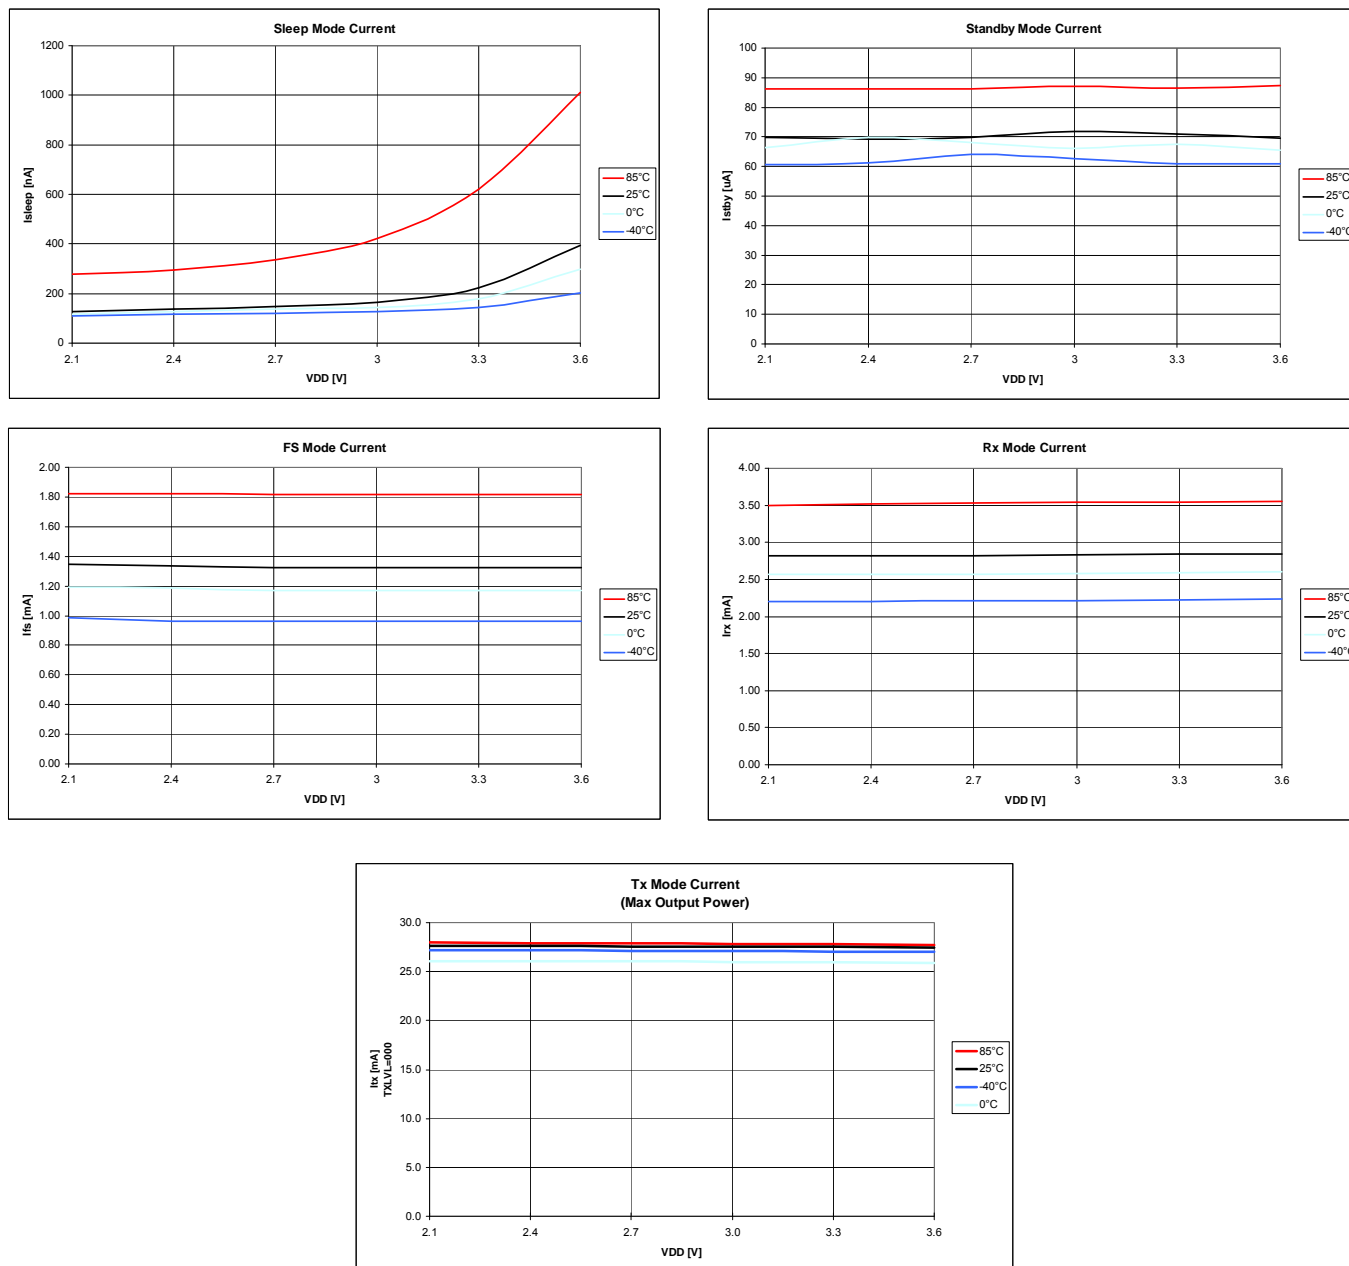 Sleep Mode Current
1200
1000
800
600
400
200
0
2.1 2.4 2.7 3 3.3 3.6
VDD [V]
Isleep [nA]
85°C
25°C
0°C
-40°C
Standby Mode Current
100
90
80
70
60
50
40
30
20
10
0
2.1 2.4 2.7 3 3.3 3.6
VDD [V]
Istby [uA]
85°C
25°C
0°C
-40°C
FS Mode Current
2.00
1.80
1.60
1.40
1.20
1.00
0.80
0.60
0.40
0.20
0.00
2.1 2.4 2.7 3 3.3 3.6
VDD [V]
Ifs [mA]
85°C
25°C
0°C
-40°C
Rx Mode Current
4.00
3.50
3.00
2.50
2.00
1.50
1.00
0.50
0.00
2.1 2.4 2.7 3 3.3 3.6
VDD [V]
Irx [mA]
85°C
25°C
0°C
-40°C
Tx Mode Current
(Max Output Power)
30.0
25.0
20.0
15.0
10.0
5.0
0.0
2.1 2.4 2.7 3.0 3.3 3.6
VDD [V]
Itx [mA]
TXLVL=000
85°C
25°C
-40°C
0°C